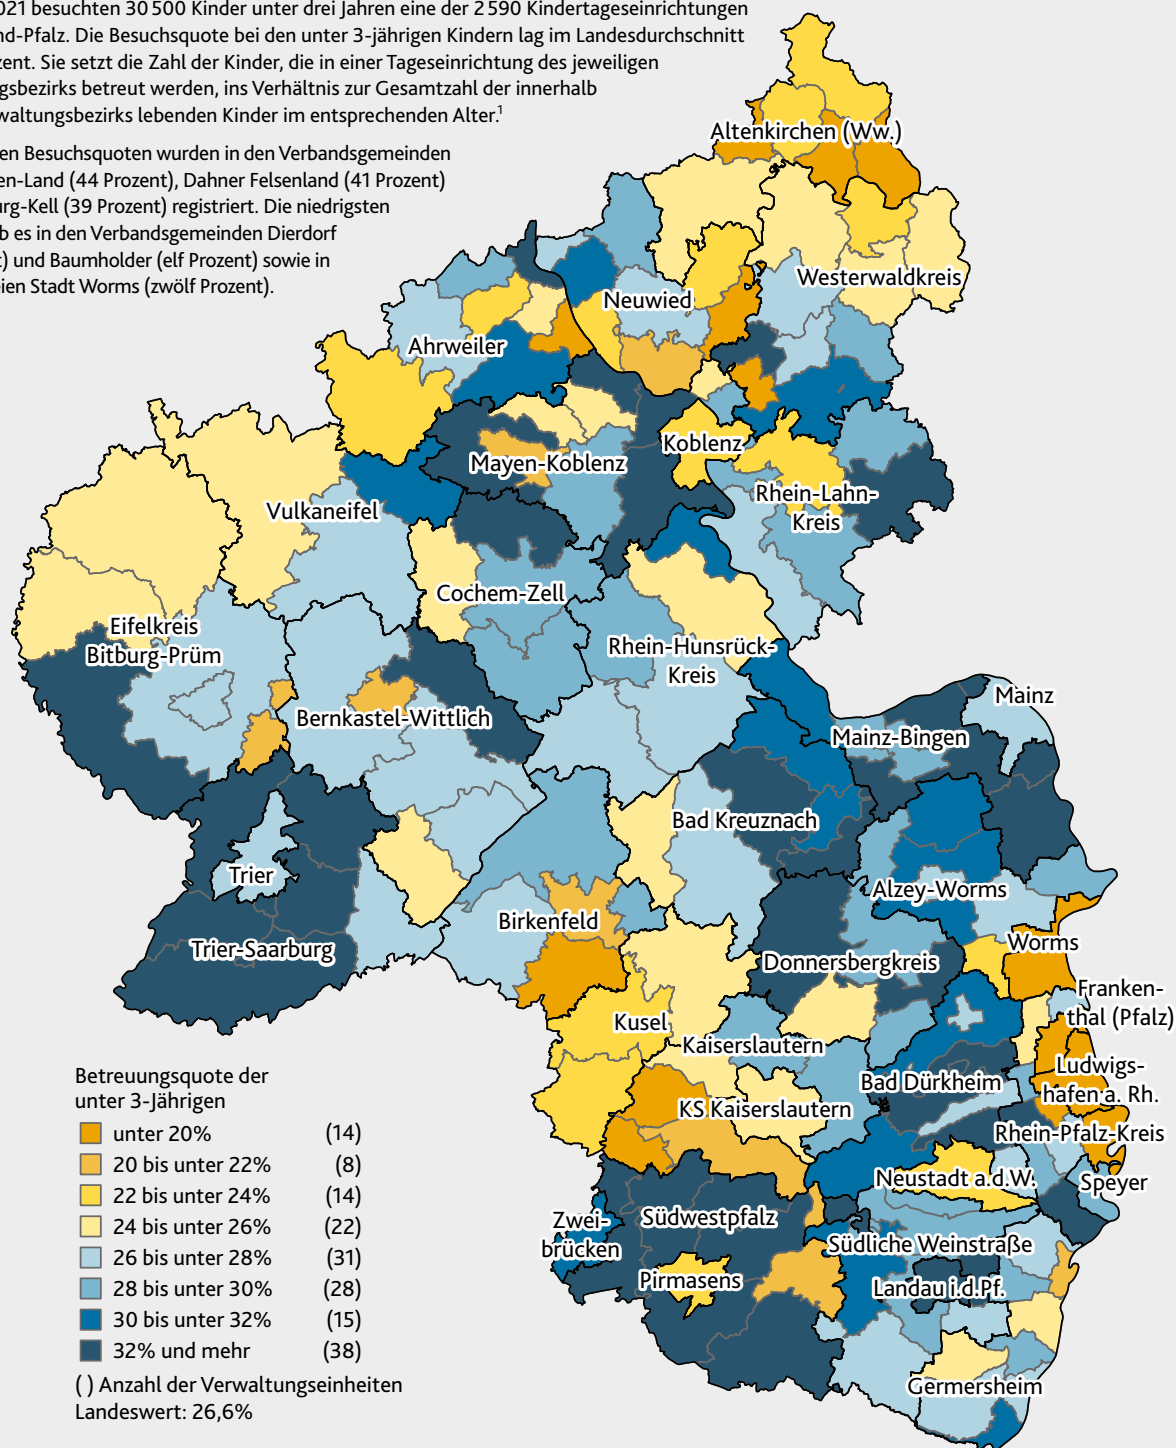 021 besuchten 30 500 Kinder unter drei Jahren eine der 2 590 Kindertageseinrichtungen
nd-Pfalz. Die Besuchsquote bei den unter 3-jährigen Kindern lag im Landesdurchschnitt
zent. Sie setzt die Zahl der Kinder, die in einer Tageseinrichtung des jeweiligen
gsbezirks betreut werden, ins Verhältnis zur Gesamtzahl der innerhalb
waltungsbezirks lebenden Kinder im entsprechenden Alter.¹
en Besuchsquoten wurden in den Verbandsgemeinden
en-Land (44 Prozent), Dahner Felsenland (41 Prozent)
urg-Kell (39 Prozent) registriert. Die niedrigsten
b es in den Verbandsgemeinden Dierdorf
t) und Baumholder (elf Prozent) sowie in
eien Stadt Worms (zwölf Prozent).
Altenkirchen (Ww.)
Westerwaldkreis
Neuwied
Ahrweiler
Koblenz
Mayen-Koblenz
Rhein-Lahn-
Kreis
Vulkaneifel
Cochem-Zell
Eifelkreis
Bitburg-Prüm
Rhein-Hunsrück-
Kreis
Mainz
Bernkastel-Wittlich
Mainz-Bingen
Bad Kreuznach
Trier
Alzey-Worms
Birkenfeld
Worms
Trier-Saarburg
Donnersbergkreis
Franken-
thal (Pfalz)
Kusel
Kaiserslautern
Ludwigs-
hafen a. Rh.
Bad Dürkheim
KS Kaiserslautern
Rhein-Pfalz-Kreis
Neustadt a.d.W.
Speyer
Südwestpfalz
Zwei-
brücken
Südliche Weinstraße
Pirmasens
Landau i.d.Pf.
Germersheim
Betreuungsquote der
unter 3-Jährigen
unter 20% (14)
20 bis unter 22% (8)
22 bis unter 24% (14)
24 bis unter 26% (22)
26 bis unter 28% (31)
28 bis unter 30% (28)
30 bis unter 32% (15)
32% und mehr (38)
( ) Anzahl der Verwaltungseinheiten
Landeswert: 26,6%